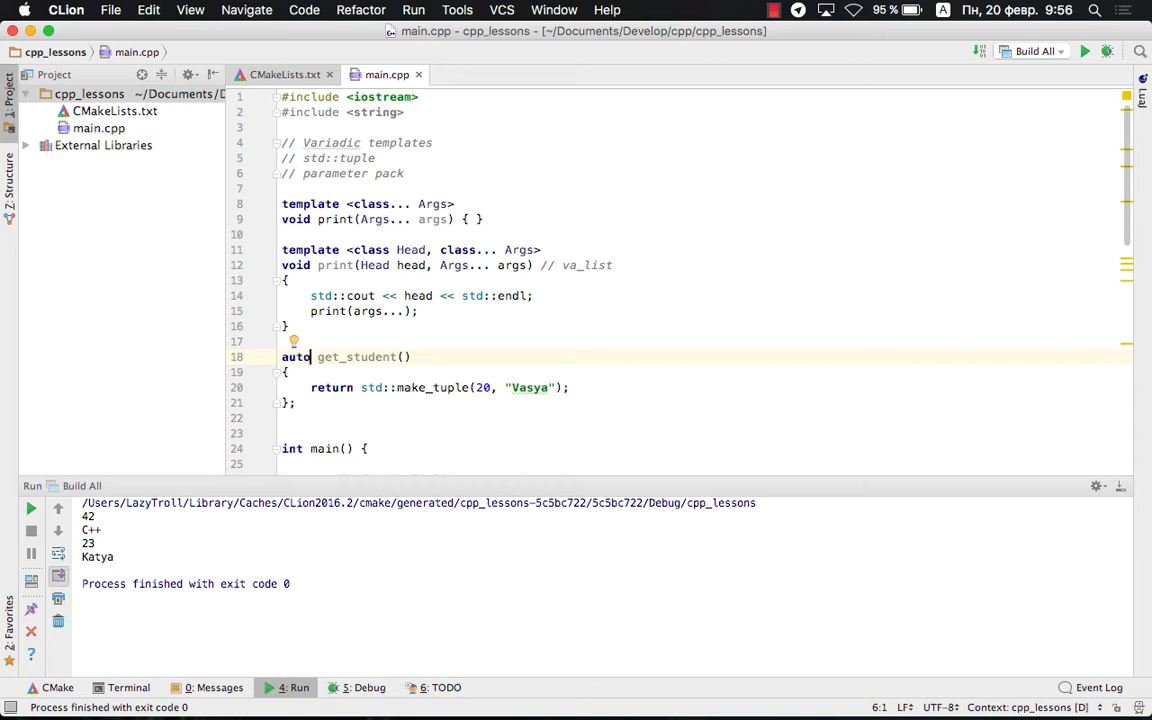 CLion File Edit View Navigate Code Refactor Run Tools VCS Window Help 95 % A Пн, 20 февр. 9:56
main.cpp - cpp_lessons - [~/Documents/Develop/cpp/cpp_lessons]
cpp_lessons main.cpp Build All
Project CMakeLists.txt main.cpp
1: Project
Z: Structure
2: Favorites
Lua
cpp_lessons ~/Documents/D
CMakeLists.txt
main.cpp
External Libraries
1 #include <iostream>
2 #include <string>
3
4 // Variadic templates
5 // std::tuple
6 // parameter pack
7
8 template <class... Args>
9 void print(Args... args) { }
10
11 template <class Head, class... Args>
12 void print(Head head, Args... args) // va_list
13 {
14 std::cout << head << std::endl;
15 print(args...);
16 }
17
18 auto get_student()
19 {
20 return std::make_tuple(20, "Vasya");
21 };
22
23
24 int main() {
25
Run Build All
/Users/LazyTroll/Library/Caches/CLion2016.2/cmake/generated/cpp_lessons-5c5bc722/5c5bc722/Debug/cpp_lessons
42
C++
23
Katya
Process finished with exit code 0
CMake Terminal 0: Messages 4: Run 5: Debug 6: TODO Event Log
Process finished with exit code 0 6:1 LF UTF-8 Context: cpp_lessons [D]